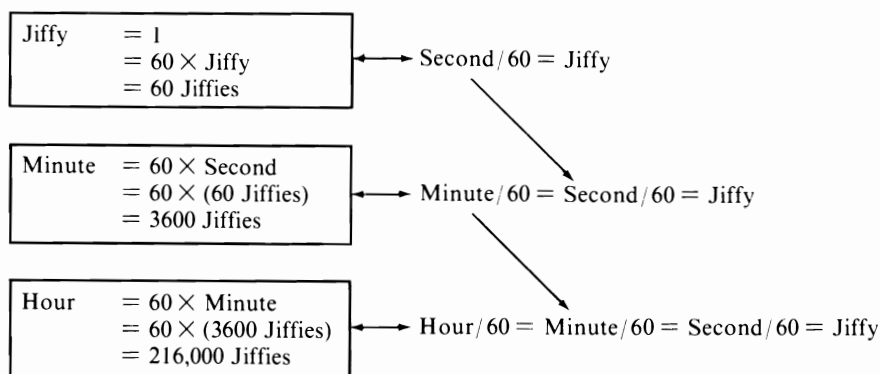 Jiffy = 1
= 60 × Jiffy
= 60 Jiffies
Second/60 = Jiffy
Minute = 60 × Second
= 60 × (60 Jiffies)
= 3600 Jiffies
Minute/60 = Second/60 = Jiffy
Hour = 60 × Minute
= 60 × (3600 Jiffies)
= 216,000 Jiffies
Hour/60 = Minute/60 = Second/60 = Jiffy